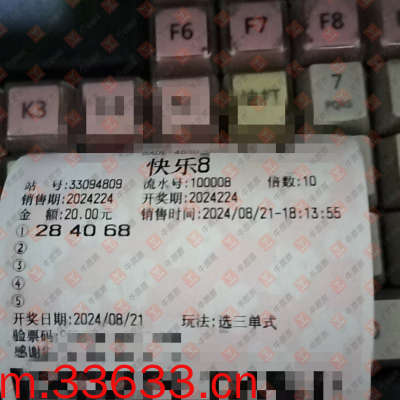 F6
F7
F8
K3
7
PQRS
快乐8
站 号:33094809 流水号:100008 倍数:10
销售期:2024224 开奖期:2024224
金 额:20.00元 销售时间:2024/08/21-18:13:55
① 28 40 68
②
③
④
⑤
开奖日期:2024/08/21 玩法:选三单式
验票码
感谢
m.33633.cn